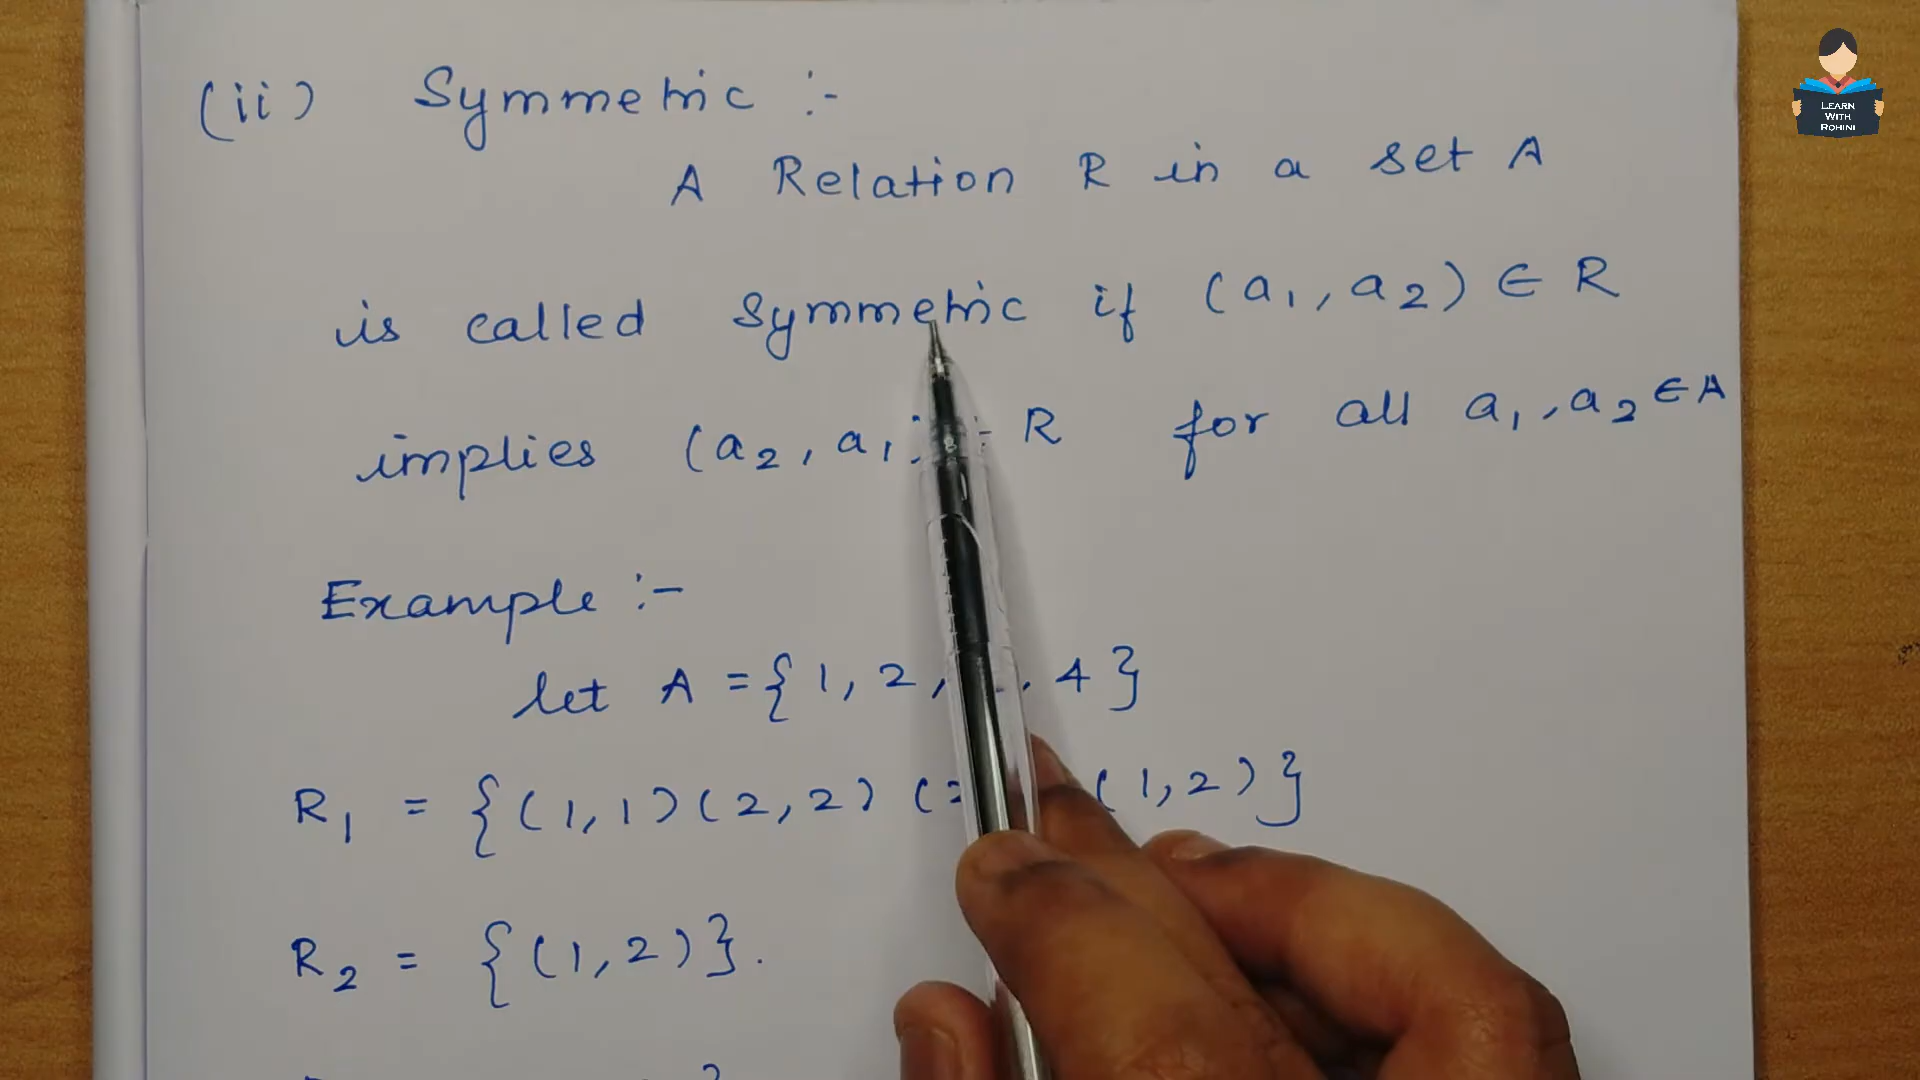 (ii) Symmetric :-
A Relation R in a set A
is called Symmetric if (a1, a2) ∈ R
implies (a2, a1) R for all a1, a2 ∈ A
Example :-
let A = {1, 2, 4}
R1 = {(1,1)(2,2) (1,2)}
R2 = {(1,2)}.
LEARN
WITH
ROHINI